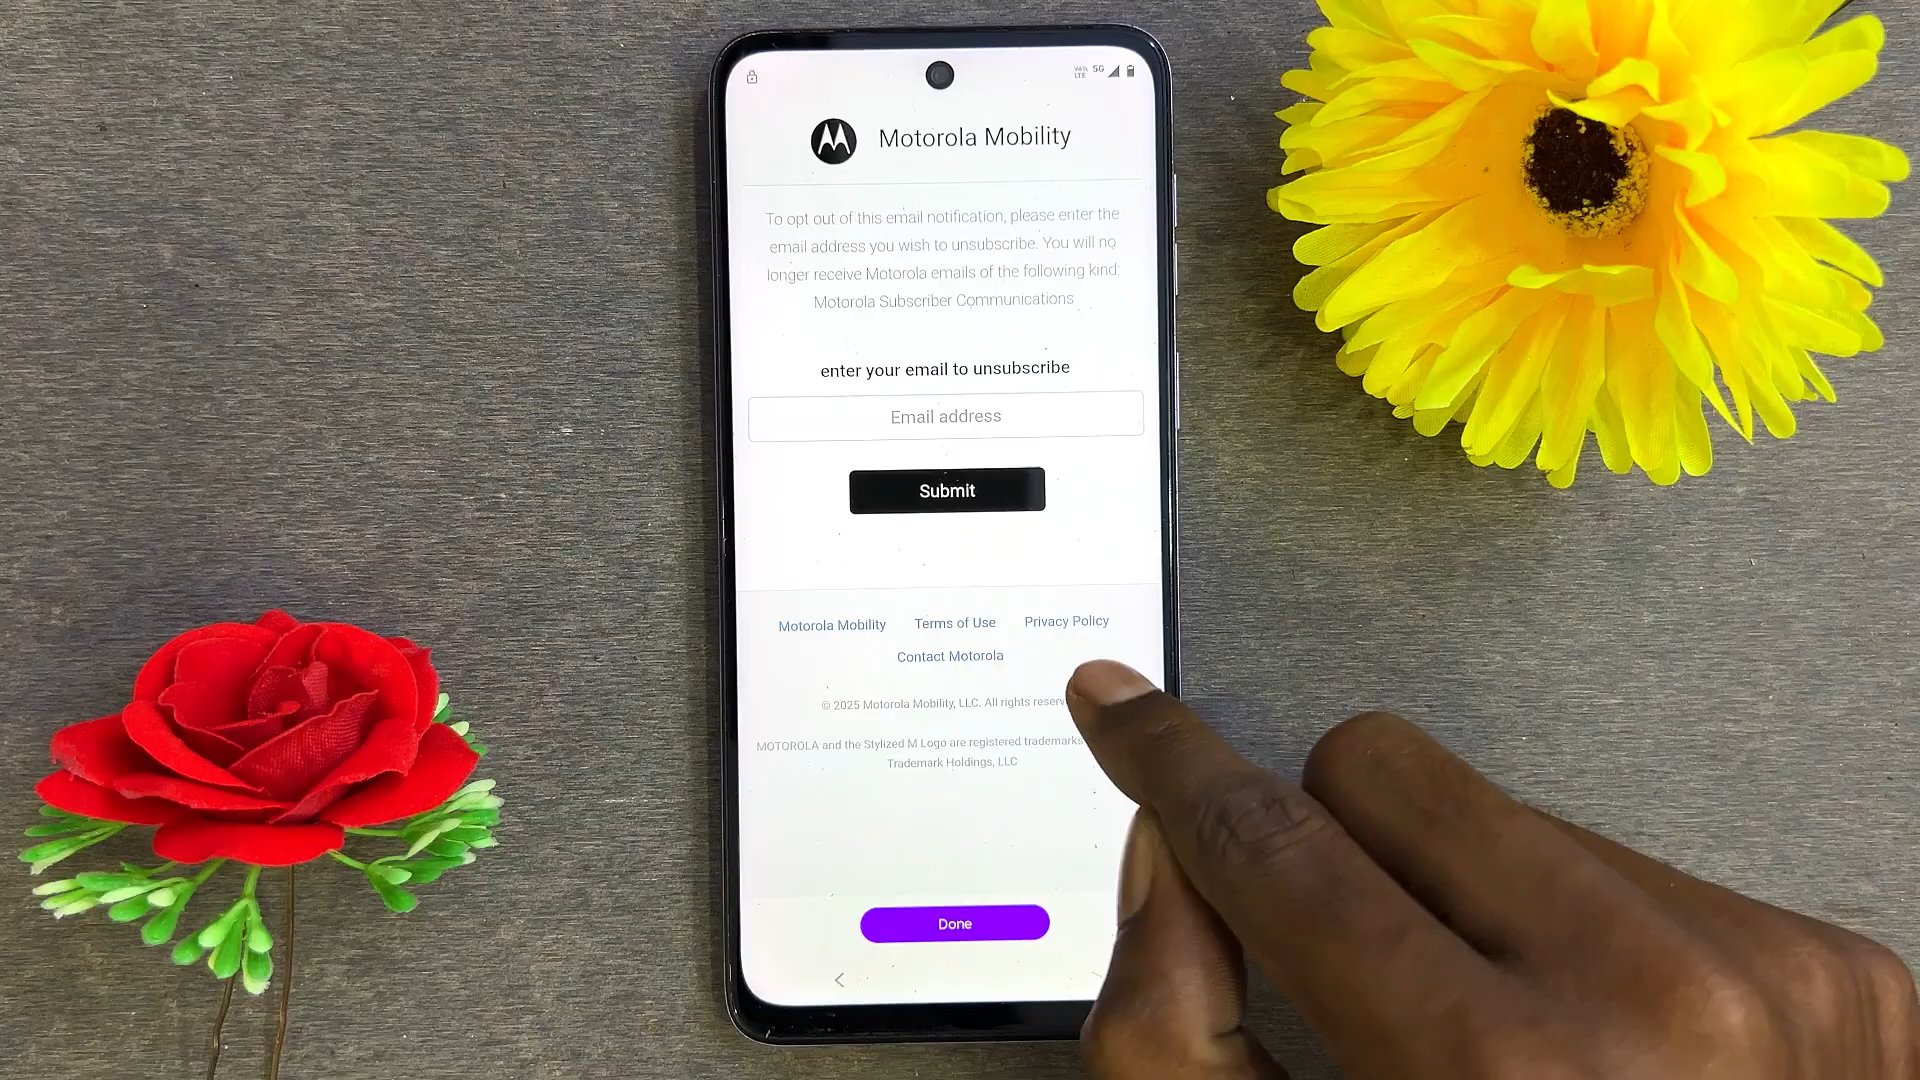 Vo LTE 5G
Motorola Mobility
To opt out of this email notification, please enter the
email address you wish to unsubscribe. You will no
longer receive Motorola emails of the following kind:
Motorola Subscriber Communications
enter your email to unsubscribe
Email address
Submit
Motorola Mobility Terms of Use Privacy Policy
Contact Motorola
© 2025 Motorola Mobility, LLC. All rights
MOTOROLA and the Stylized M Logo are registered trademarks
Trademark Holdings, LLC
Done